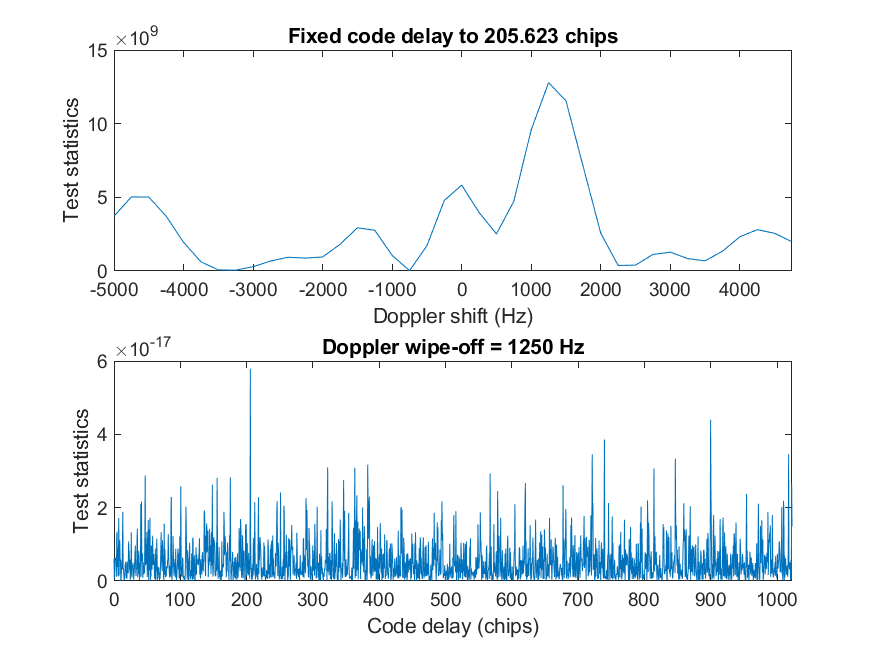 ×10^9
Fixed code delay to 205.623 chips
15
10
5
0
Test statistics
-5000 -4000 -3000 -2000 -1000 0 1000 2000 3000 4000
Doppler shift (Hz)
×10^-17
Doppler wipe-off = 1250 Hz
6
4
2
0
Test statistics
0 100 200 300 400 500 600 700 800 900 1000
Code delay (chips)